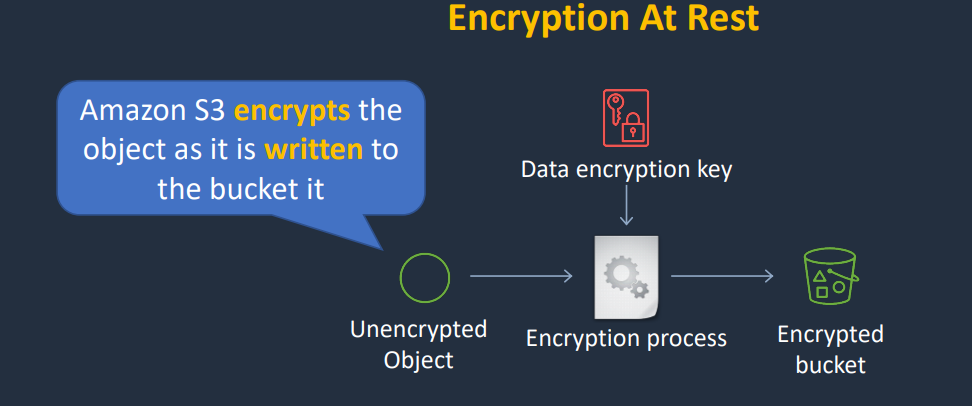 Encryption At Rest
Amazon S3 encrypts the
object as it is written to
the bucket it
Data encryption key
Unencrypted
Object
Encryption process
Encrypted
bucket